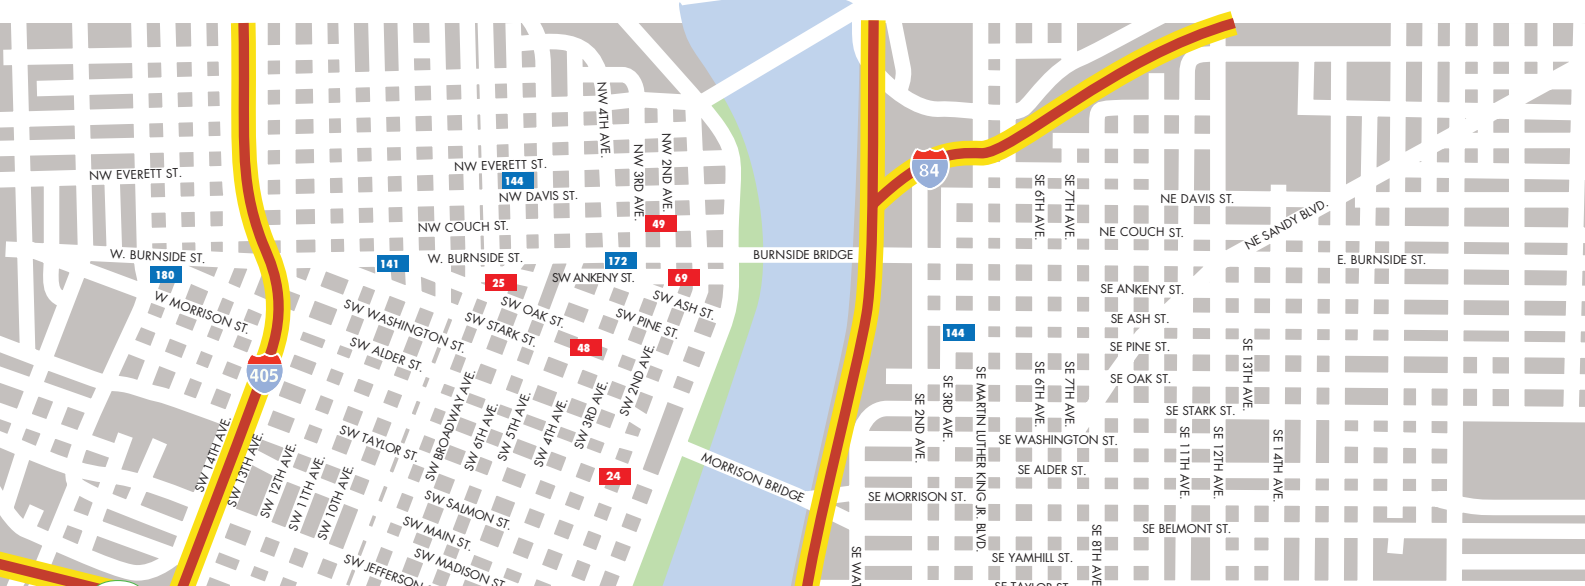 NW 4TH AVE.
NW 3RD AVE.
NW 2ND AVE.
NW EVERETT ST.
NW EVERETT ST.
144
NW DAVIS ST.
49
NW COUCH ST.
W. BURNSIDE ST.
180
141
W. BURNSIDE ST.
172
BURNSIDE BRIDGE
25
SW ANKENY ST.
69
W MORRISON ST.
SW WASHINGTON ST.
SW STARK ST.
SW OAK ST.
SW PINE ST.
SW ASH ST.
SW ALDER ST.
48
405
SW 2ND AVE.
SW 14TH AVE.
SW 13TH AVE.
SW 12TH AVE.
SW 11TH AVE.
SW 10TH AVE.
SW TAYLOR ST.
SW BROADWAY AVE.
SW 6TH AVE.
SW 5TH AVE.
SW 4TH AVE.
SW 3RD AVE.
24
MORRISON BRIDGE
SW SALMON ST.
SW MAIN ST.
SW MADISON ST.
SW JEFFERSON
84
SE 6TH AVE.
SE 7TH AVE.
NE DAVIS ST.
NE COUCH ST.
NE SANDY BLVD.
E. BURNSIDE ST.
SE ANKENY ST.
SE ASH ST.
144
SE PINE ST.
SE OAK ST.
SE 13TH AVE.
SE 2ND AVE.
SE 3RD AVE.
SE MARTIN LUTHER KING JR. BLVD.
SE 6TH AVE.
SE 7TH AVE.
SE STARK ST.
SE WASHINGTON ST.
SE ALDER ST.
SE 11TH AVE.
SE 12TH AVE.
SE 14TH AVE.
SE MORRISON ST.
SE BELMONT ST.
SE 8TH AVE
SE YAMHILL ST.
SE TAYLOR ST.
SE WAT